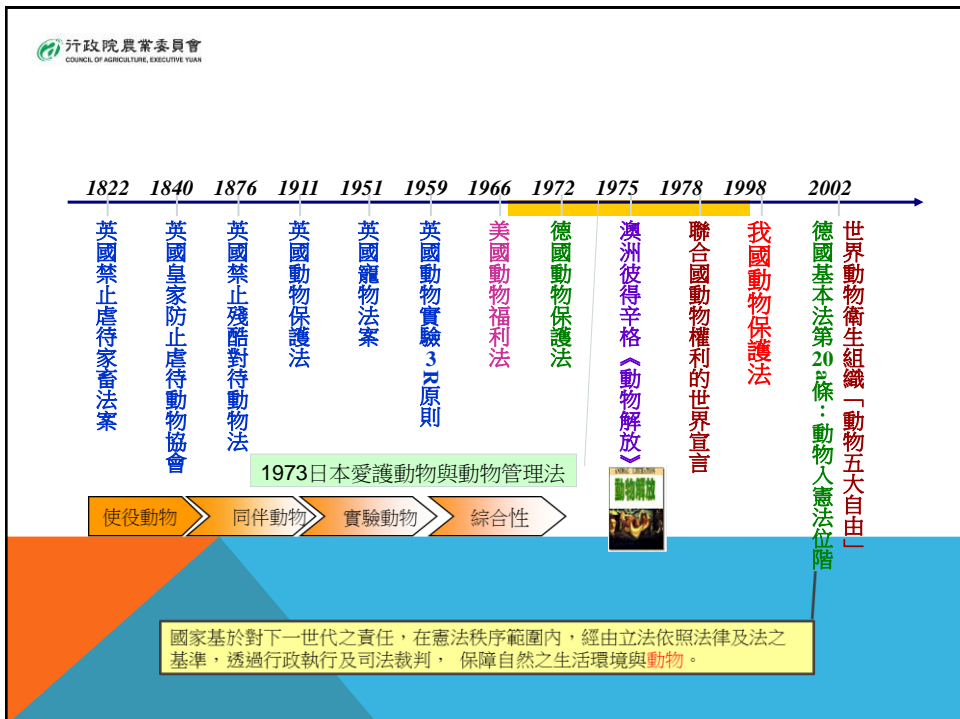 行政院農業委員會
COUNCIL OF AGRICULTURE, EXECUTIVE YUAN
1822 1840 1876 1911 1951 1959 1966 1972 1975 1978 1998 2002
英國禁止虐待家畜法案
英國皇家防止虐待動物協會
英國禁止殘酷對待動物法
英國動物保護法
英國寵物法案
英國動物實驗3R原則
美國動物福利法
德國動物保護法
澳洲彼得辛格《動物解放》
聯合國動物權利的世界宣言
我國動物保護法
德國基本法第20a條：動物入憲法位階
世界動物衛生組織「動物五大自由」
1973日本愛護動物與動物管理法
ANIMAL LIBERATION
動物解放
使役動物 同伴動物 實驗動物 綜合性
國家基於對下一世代之責任，在憲法秩序範圍內，經由立法依照法律及法之
基準，透過行政執行及司法裁判， 保障自然之生活環境與動物。